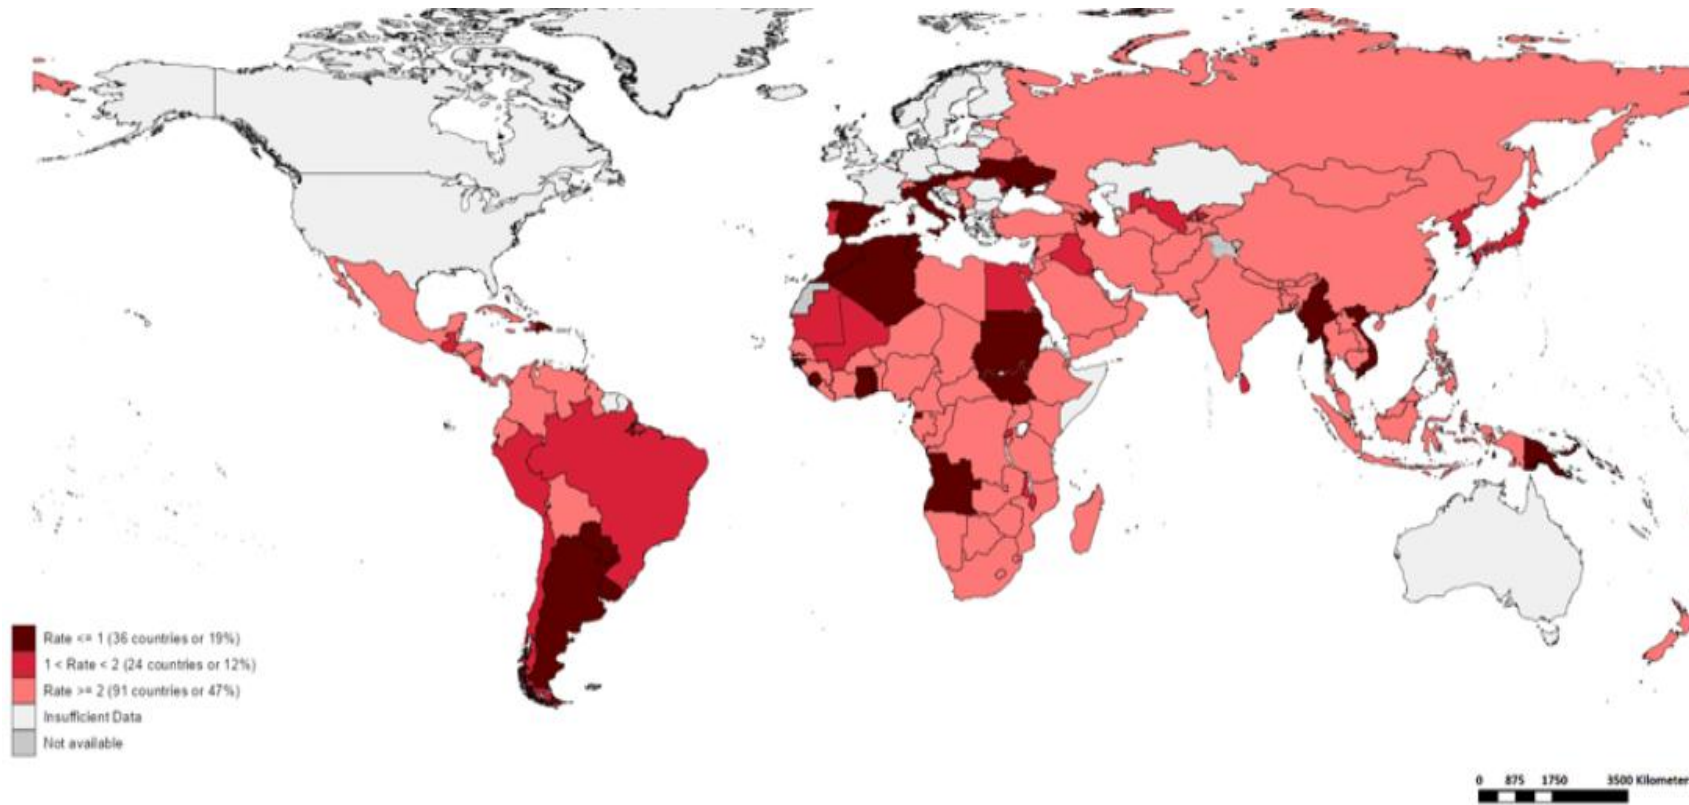 Rate <= 1 (36 countries or 19%)
1 < Rate < 2 (24 countries or 12%)
Rate >= 2 (91 countries or 47%)
Insufficient Data
Not available
0 875 1750 3500 Kilometer